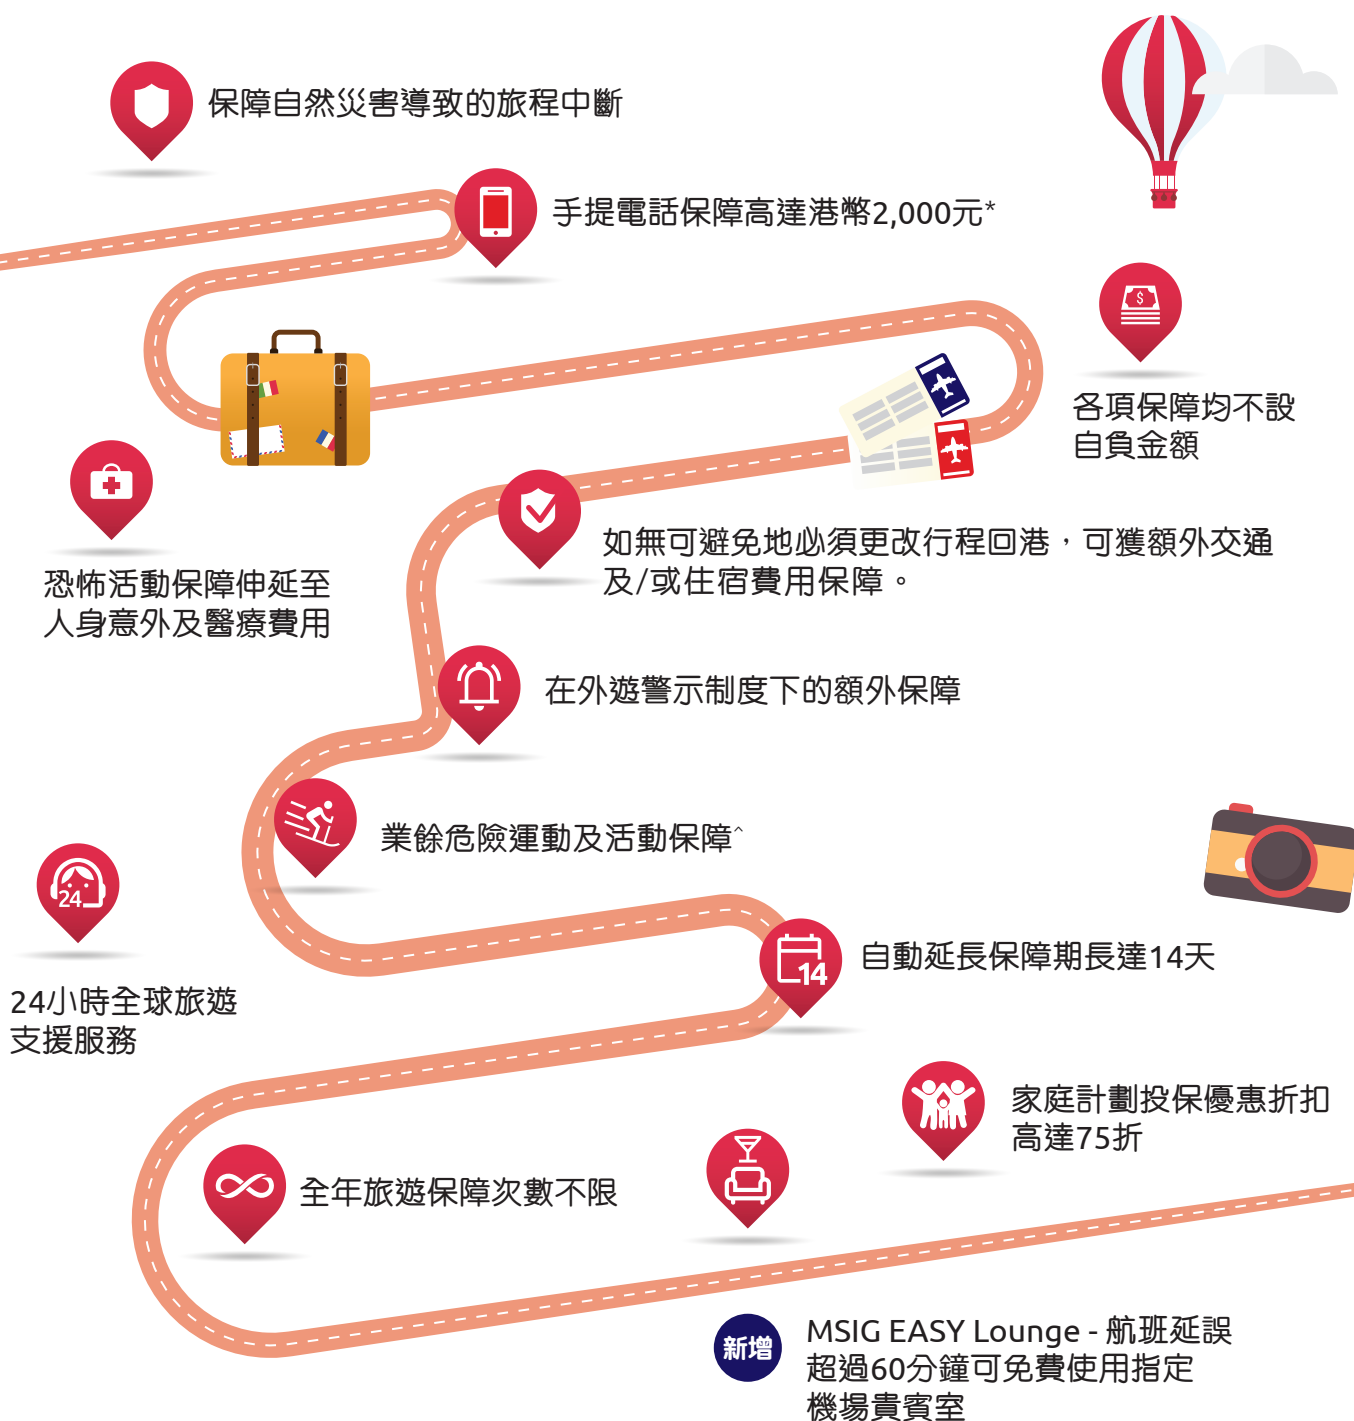 保障自然災害導致的旅程中斷
手提電話保障高達港幣2,000元*
$
各項保障均不設
自負金額
如無可避免地必須更改行程回港，可獲額外交通
及/或住宿費用保障。
恐怖活動保障伸延至
人身意外及醫療費用
在外遊警示制度下的額外保障
業餘危險運動及活動保障^
24
24小時全球旅遊
支援服務
14
自動延長保障期長達14天
家庭計劃投保優惠折扣
高達75折
全年旅遊保障次數不限
新增
MSIG EASY Lounge - 航班延誤
超過60分鐘可免費使用指定
機場貴賓室